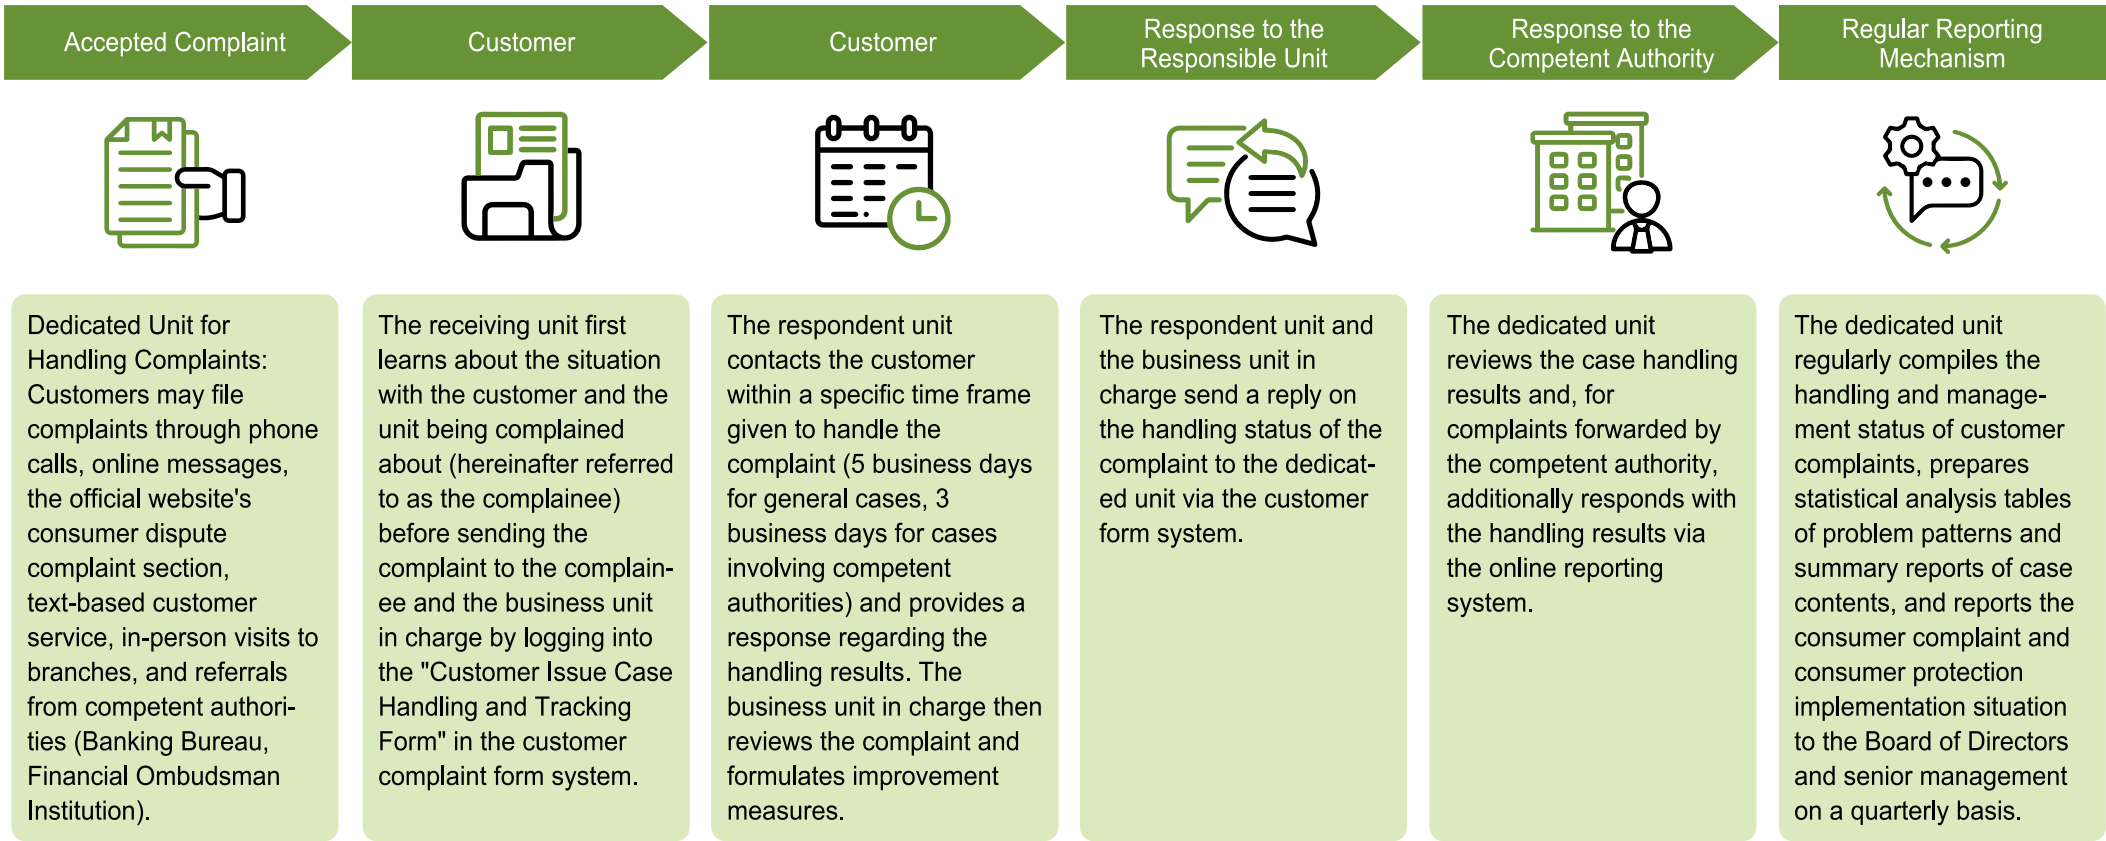 Accepted Complaint
Customer
Customer
Response to the
Responsible Unit
Response to the
Competent Authority
Regular Reporting
Mechanism
Dedicated Unit for
Handling Complaints:
Customers may file
complaints through phone
calls, online messages,
the official website's
consumer dispute
complaint section,
text-based customer
service, in-person visits to
branches, and referrals
from competent authori-
ties (Banking Bureau,
Financial Ombudsman
Institution).
The receiving unit first
learns about the situation
with the customer and the
unit being complained
about (hereinafter referred
to as the complainee)
before sending the
complaint to the complain-
ee and the business unit
in charge by logging into
the "Customer Issue Case
Handling and Tracking
Form" in the customer
complaint form system.
The respondent unit
contacts the customer
within a specific time frame
given to handle the
complaint (5 business days
for general cases, 3
business days for cases
involving competent
authorities) and provides a
response regarding the
handling results. The
business unit in charge then
reviews the complaint and
formulates improvement
measures.
The respondent unit and
the business unit in
charge send a reply on
the handling status of the
complaint to the dedicat-
ed unit via the customer
form system.
The dedicated unit
reviews the case handling
results and, for
complaints forwarded by
the competent authority,
additionally responds with
the handling results via
the online reporting
system.
The dedicated unit
regularly compiles the
handling and manage-
ment status of customer
complaints, prepares
statistical analysis tables
of problem patterns and
summary reports of case
contents, and reports the
consumer complaint and
consumer protection
implementation situation
to the Board of Directors
and senior management
on a quarterly basis.